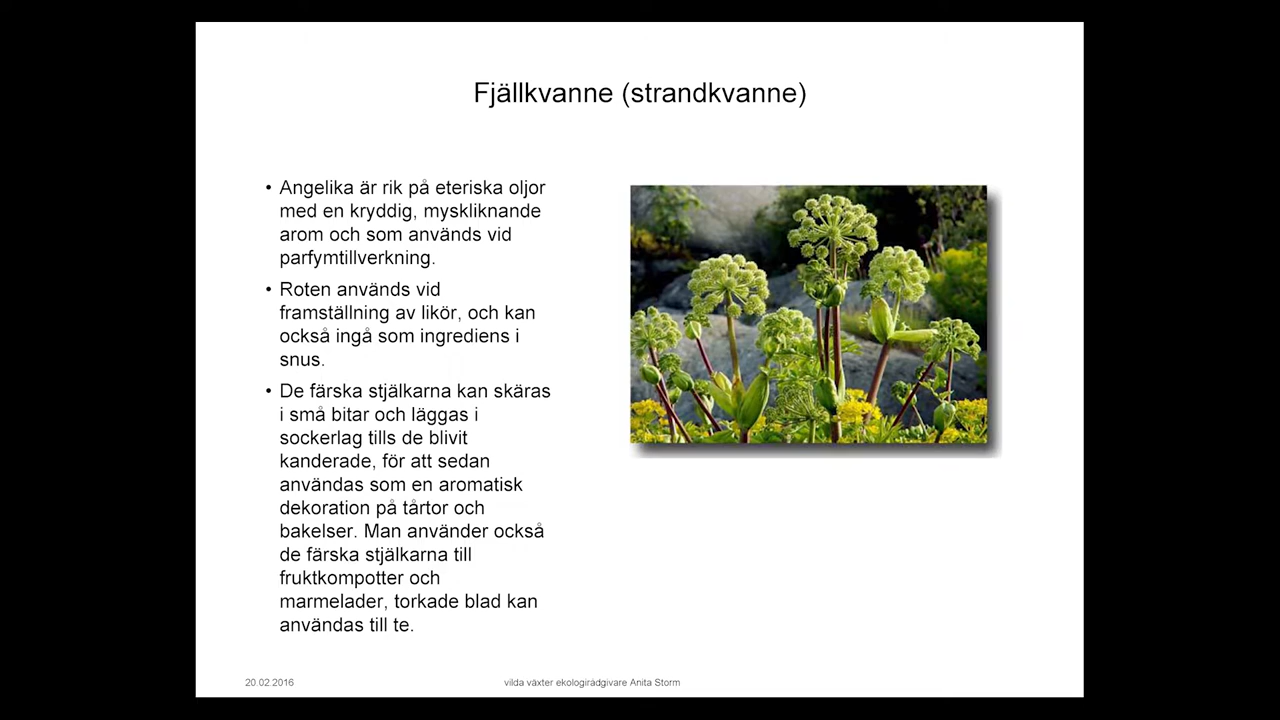 Fjällkvanne (strandkvanne)
• Angelika är rik på eteriska oljor
med en kryddig, myskliknande
arom och som används vid
parfymtillverkning.
• Roten används vid
framställning av likör, och kan
också ingå som ingrediens i
snus.
• De färska stjälkarna kan skäras
i små bitar och läggas i
sockerlag tills de blivit
kanderade, för att sedan
användas som en aromatisk
dekoration på tårtor och
bakelser. Man använder också
de färska stjälkarna till
fruktkompotter och
marmelader, torkade blad kan
användas till te.
20.02.2016
vilda växter ekologirådgivare Anita Storm